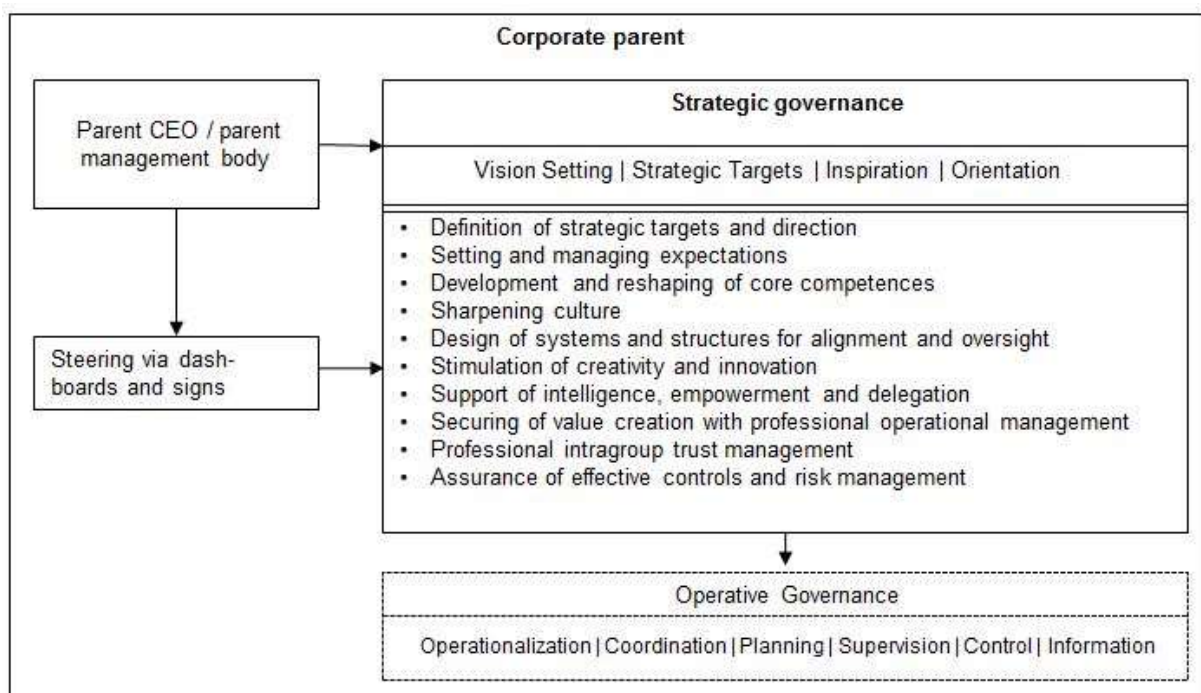 Corporate parent
Parent CEO / parent
management body
Strategic governance
Vision Setting | Strategic Targets | Inspiration | Orientation
• Definition of strategic targets and direction
• Setting and managing expectations
• Development and reshaping of core competences
• Sharpening culture
• Design of systems and structures for alignment and oversight
• Stimulation of creativity and innovation
• Support of intelligence, empowerment and delegation
• Securing of value creation with professional operational management
• Professional intragroup trust management
• Assurance of effective controls and risk management
Steering via dash-
boards and signs
Operative Governance
Operationalization | Coordination | Planning | Supervision | Control | Information